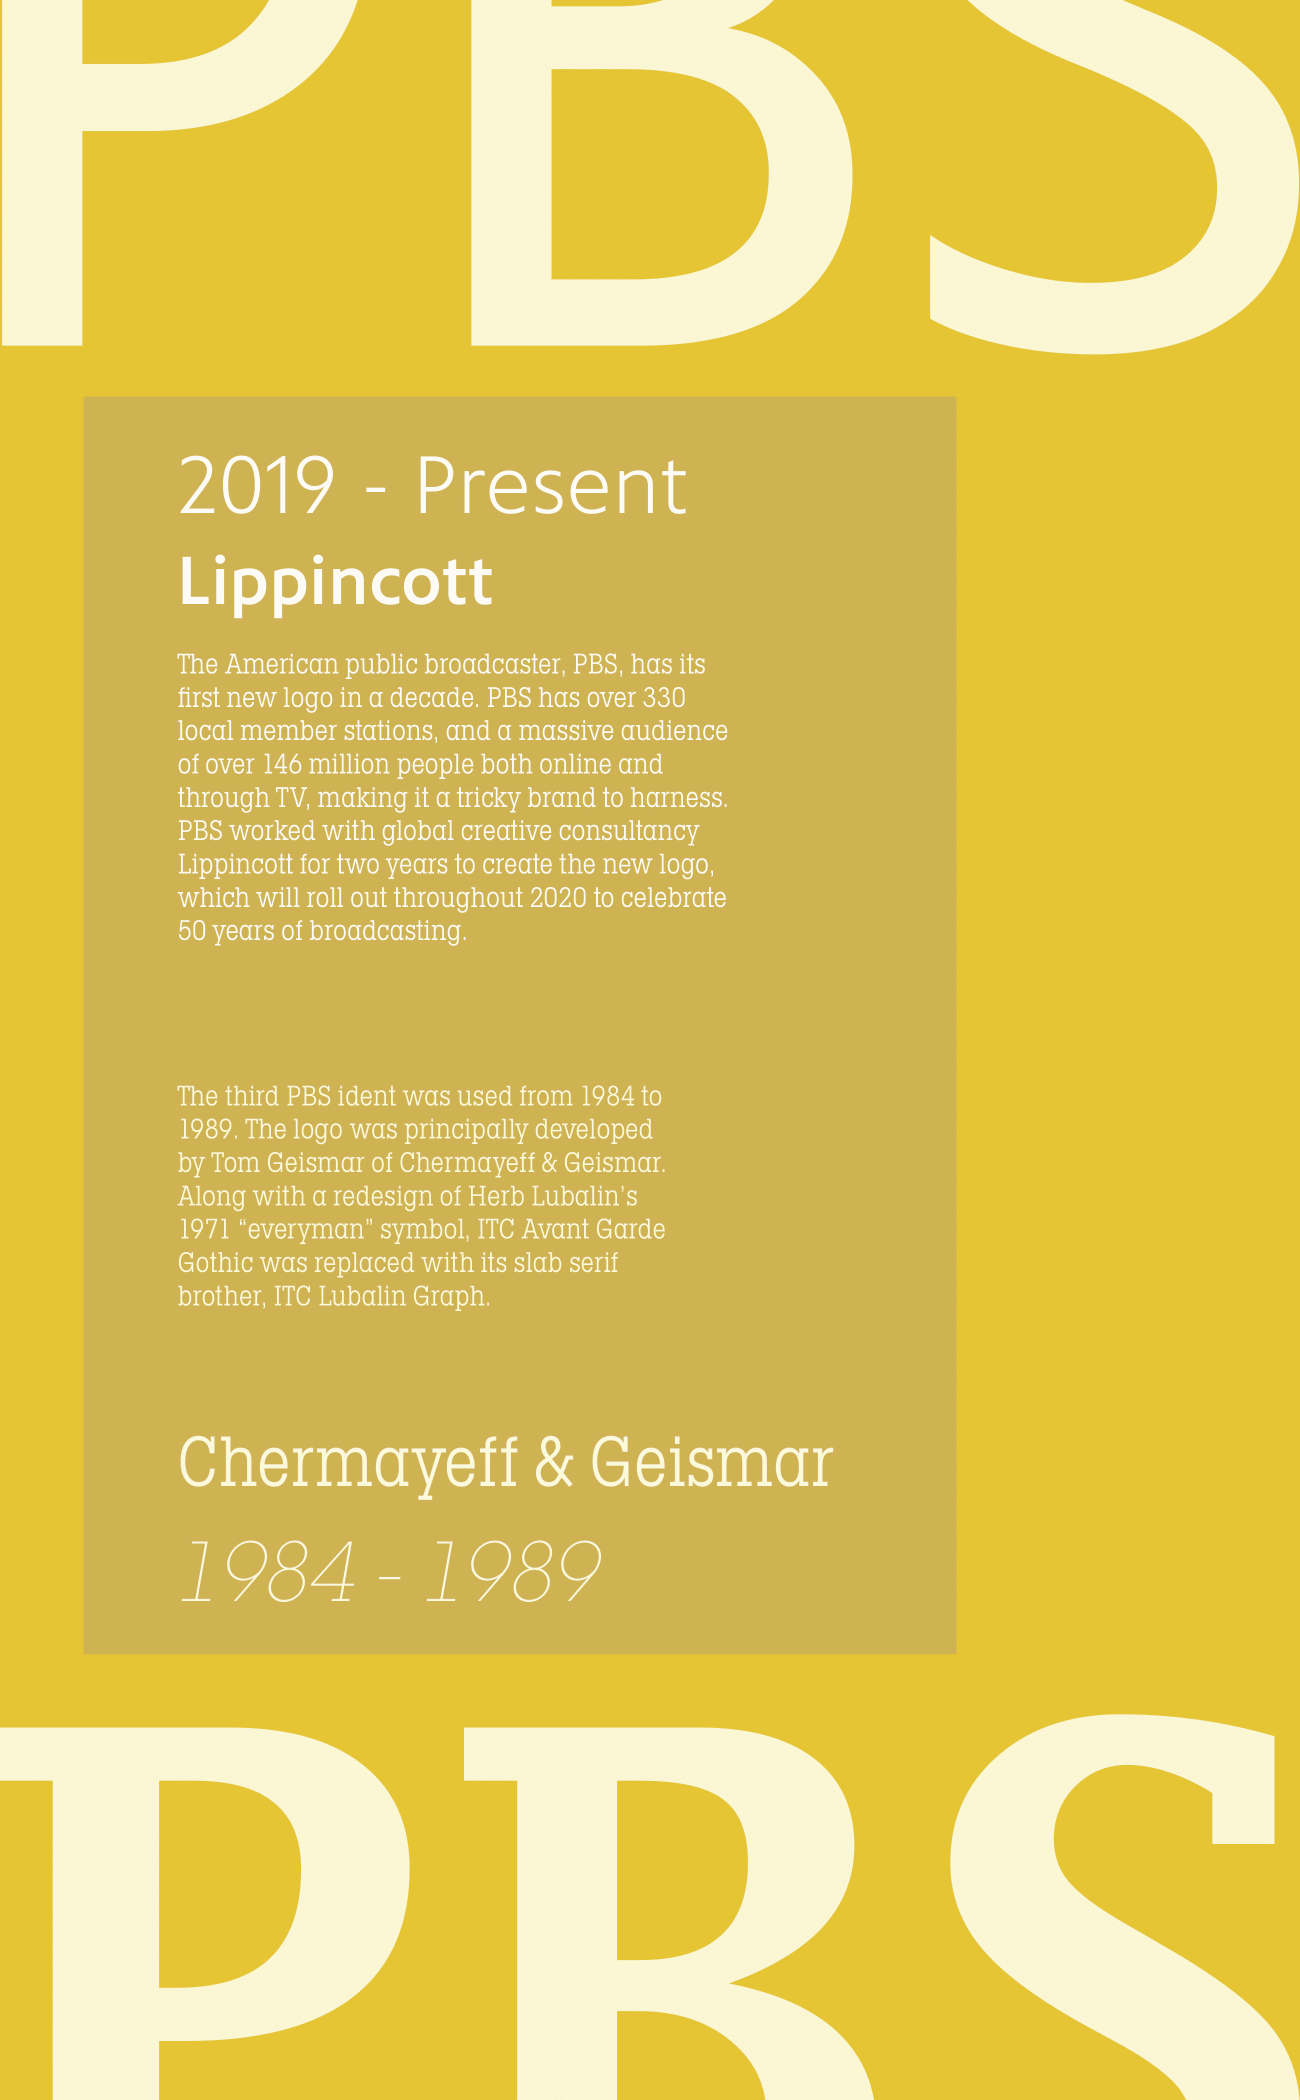 PBS
2019 - Present
Lippincott
The American public broadcaster, PBS, has its
first new logo in a decade. PBS has over 330
local member stations, and a massive audience
of over 146 million people both online and
through TV, making it a tricky brand to harness.
PBS worked with global creative consultancy
Lippincott for two years to create the new logo,
which will roll out throughout 2020 to celebrate
50 years of broadcasting.
The third PBS ident was used from 1984 to
1989. The logo was principally developed
by Tom Geismar of Chermayeff & Geismar.
Along with a redesign of Herb Lubalin’s
1971 “everyman” symbol, ITC Avant Garde
Gothic was replaced with its slab serif
brother, ITC Lubalin Graph.
Chermayeff & Geismar
1984 - 1989
PBS